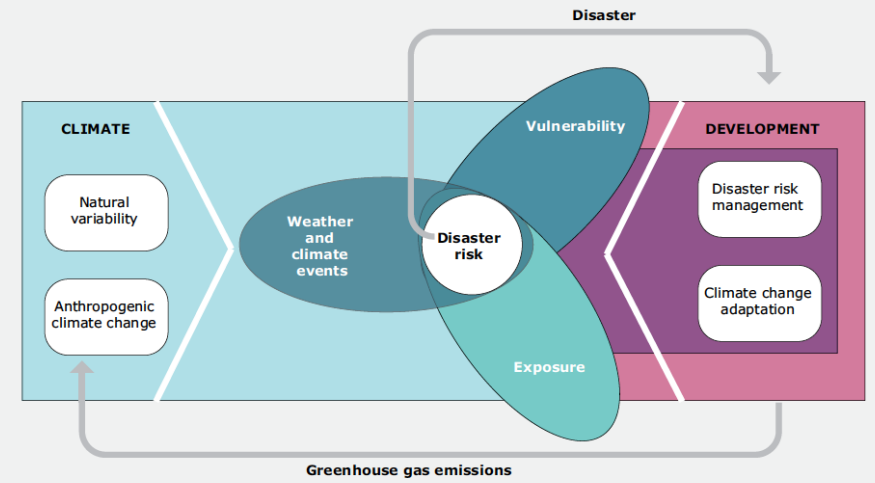 Disaster
CLIMATE
Natural
variability
Anthropogenic
climate change
Weather
and
climate
events
Disaster
risk
Vulnerability
Exposure
DEVELOPMENT
Disaster risk
management
Climate change
adaptation
Greenhouse gas emissions